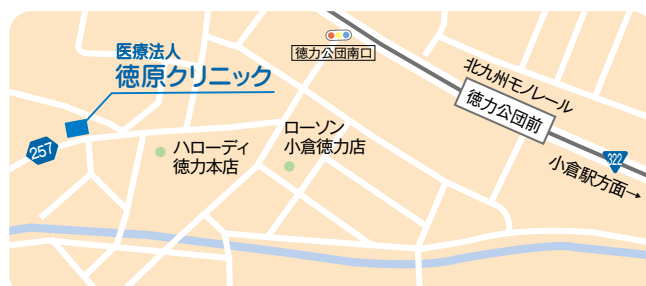 医療法人
徳原クリニック
徳力公団南口
北九州モノレール
徳力公団前
322
小倉駅方面→
257
ハローディ
徳力本店
ローソン
小倉徳力店